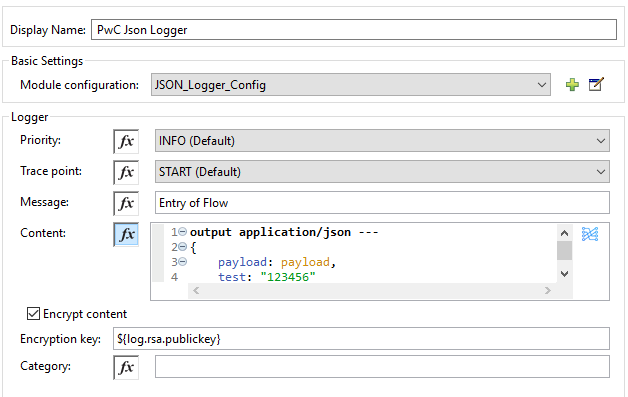 Display Name: PwC Json Logger
Basic Settings
Module configuration: JSON_Logger_Config
Logger
Priority: fx INFO (Default)
Trace point: fx START (Default)
Message: fx Entry of Flow
Content: fx
1 output application/json ---
2 {
3 payload: payload,
4 test: "123456"
Encrypt content
Encryption key: ${log.rsa.publickey}
Category: fx